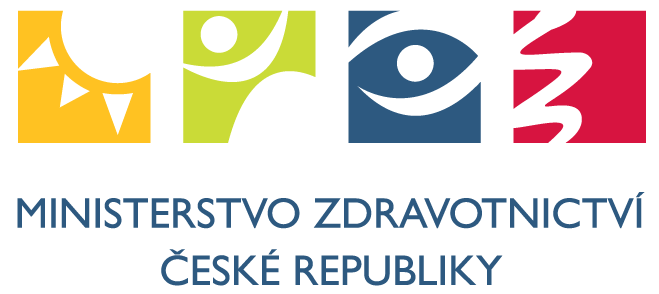 MINISTERSTVO ZDRAVOTNICTVÍ
ČESKÉ REPUBLIKY